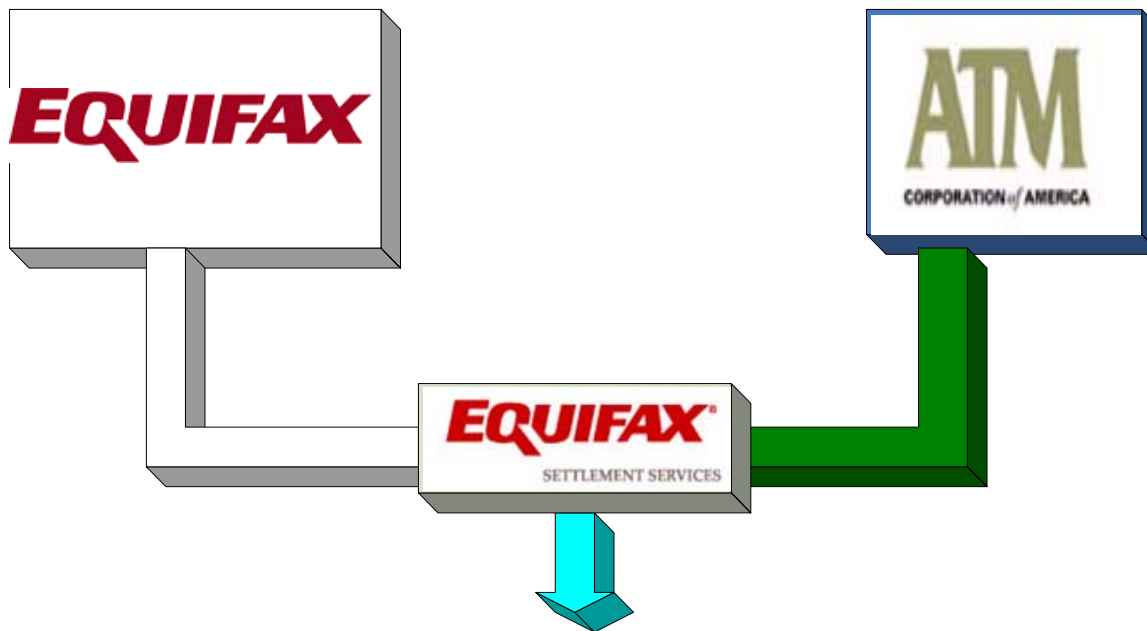 EQUIFAX
ATM
CORPORATION of AMERICA
EQUIFAX®
SETTLEMENT SERVICES